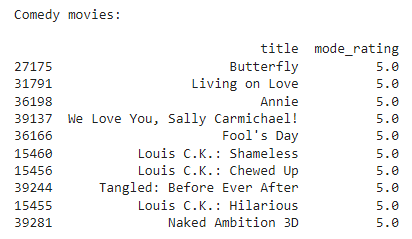 Comedy movies:
title mode_rating
27175 Butterfly 5.0
31791 Living on Love 5.0
36198 Annie 5.0
39137 We Love You, Sally Carmichael! 5.0
36166 Fool's Day 5.0
15460 Louis C.K.: Shameless 5.0
15456 Louis C.K.: Chewed Up 5.0
39244 Tangled: Before Ever After 5.0
15455 Louis C.K.: Hilarious 5.0
39281 Naked Ambition 3D 5.0